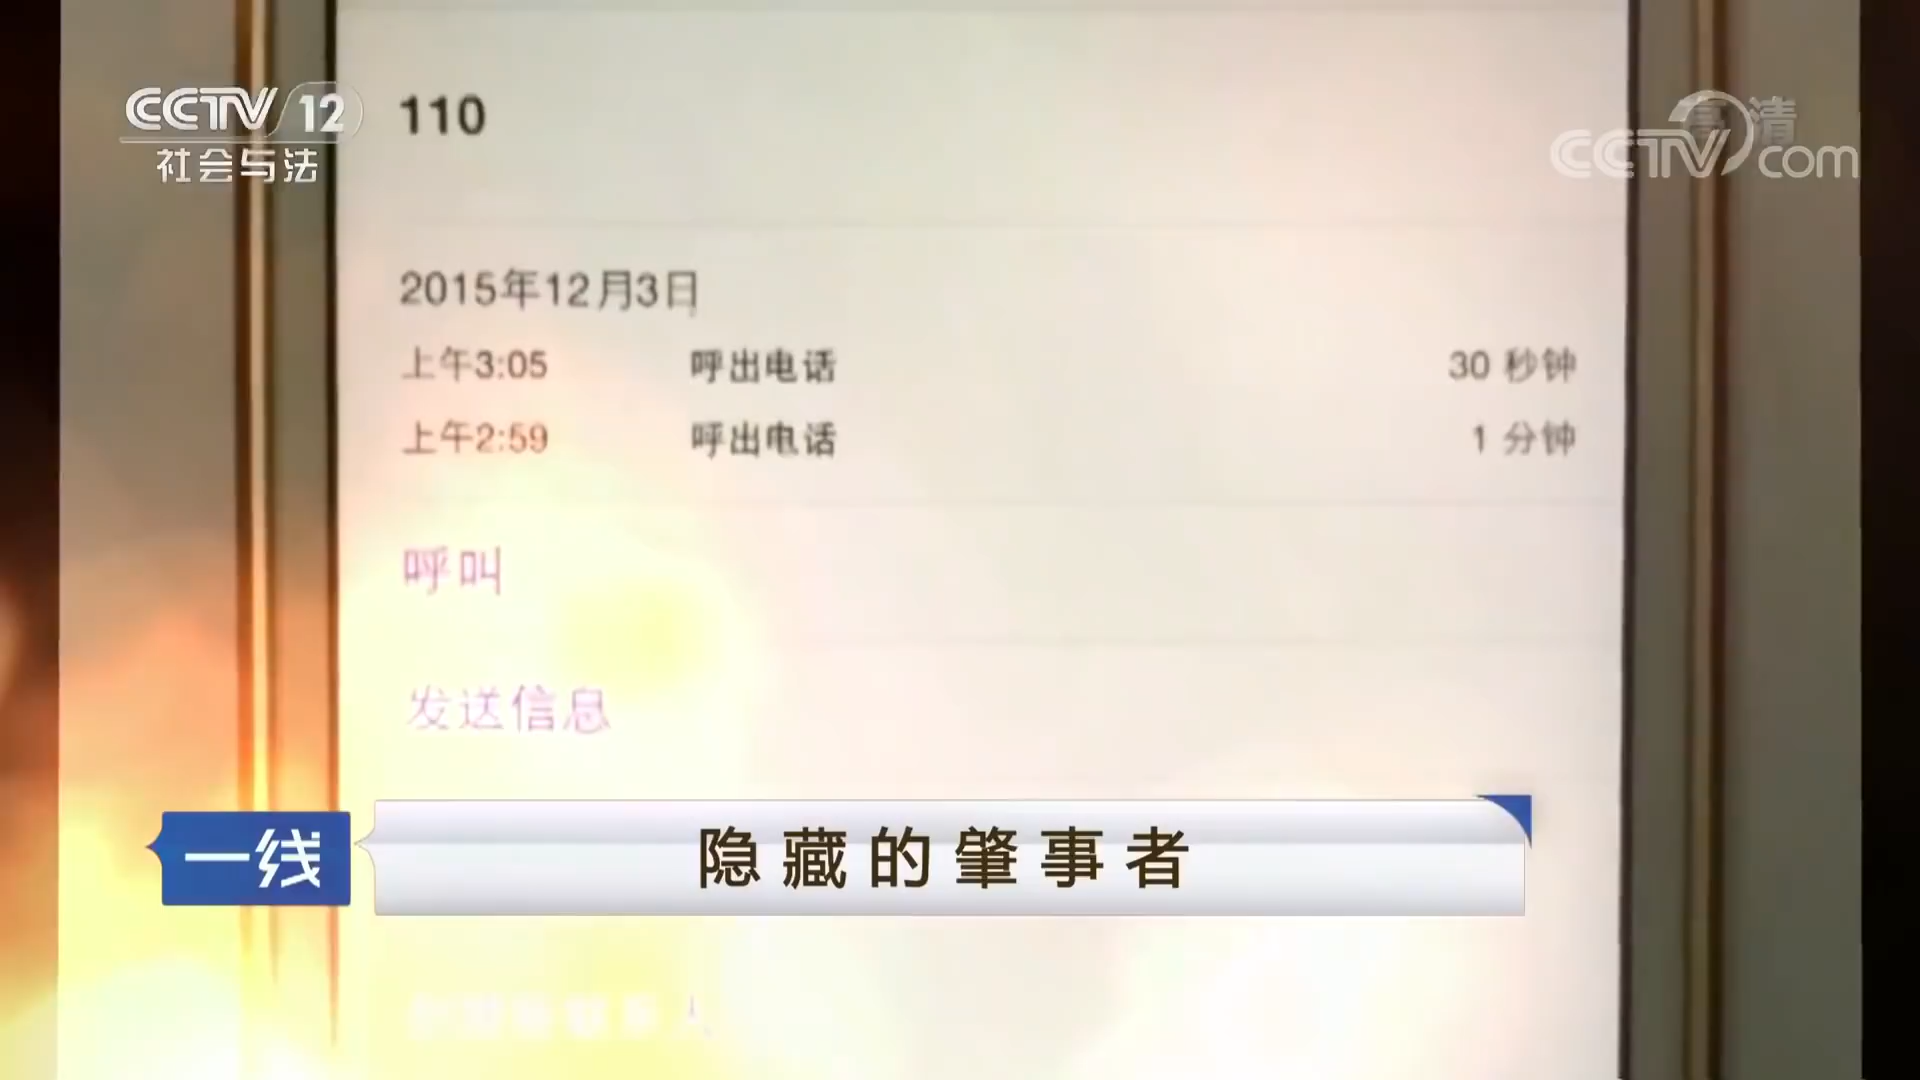 CCTV 12
社会与法
高清
CCTV com
110
2015年12月3日
上午3:05 呼出电话 30 秒钟
上午2:59 呼出电话 1 分钟
呼叫
发送信息
一线
隐藏的肇事者